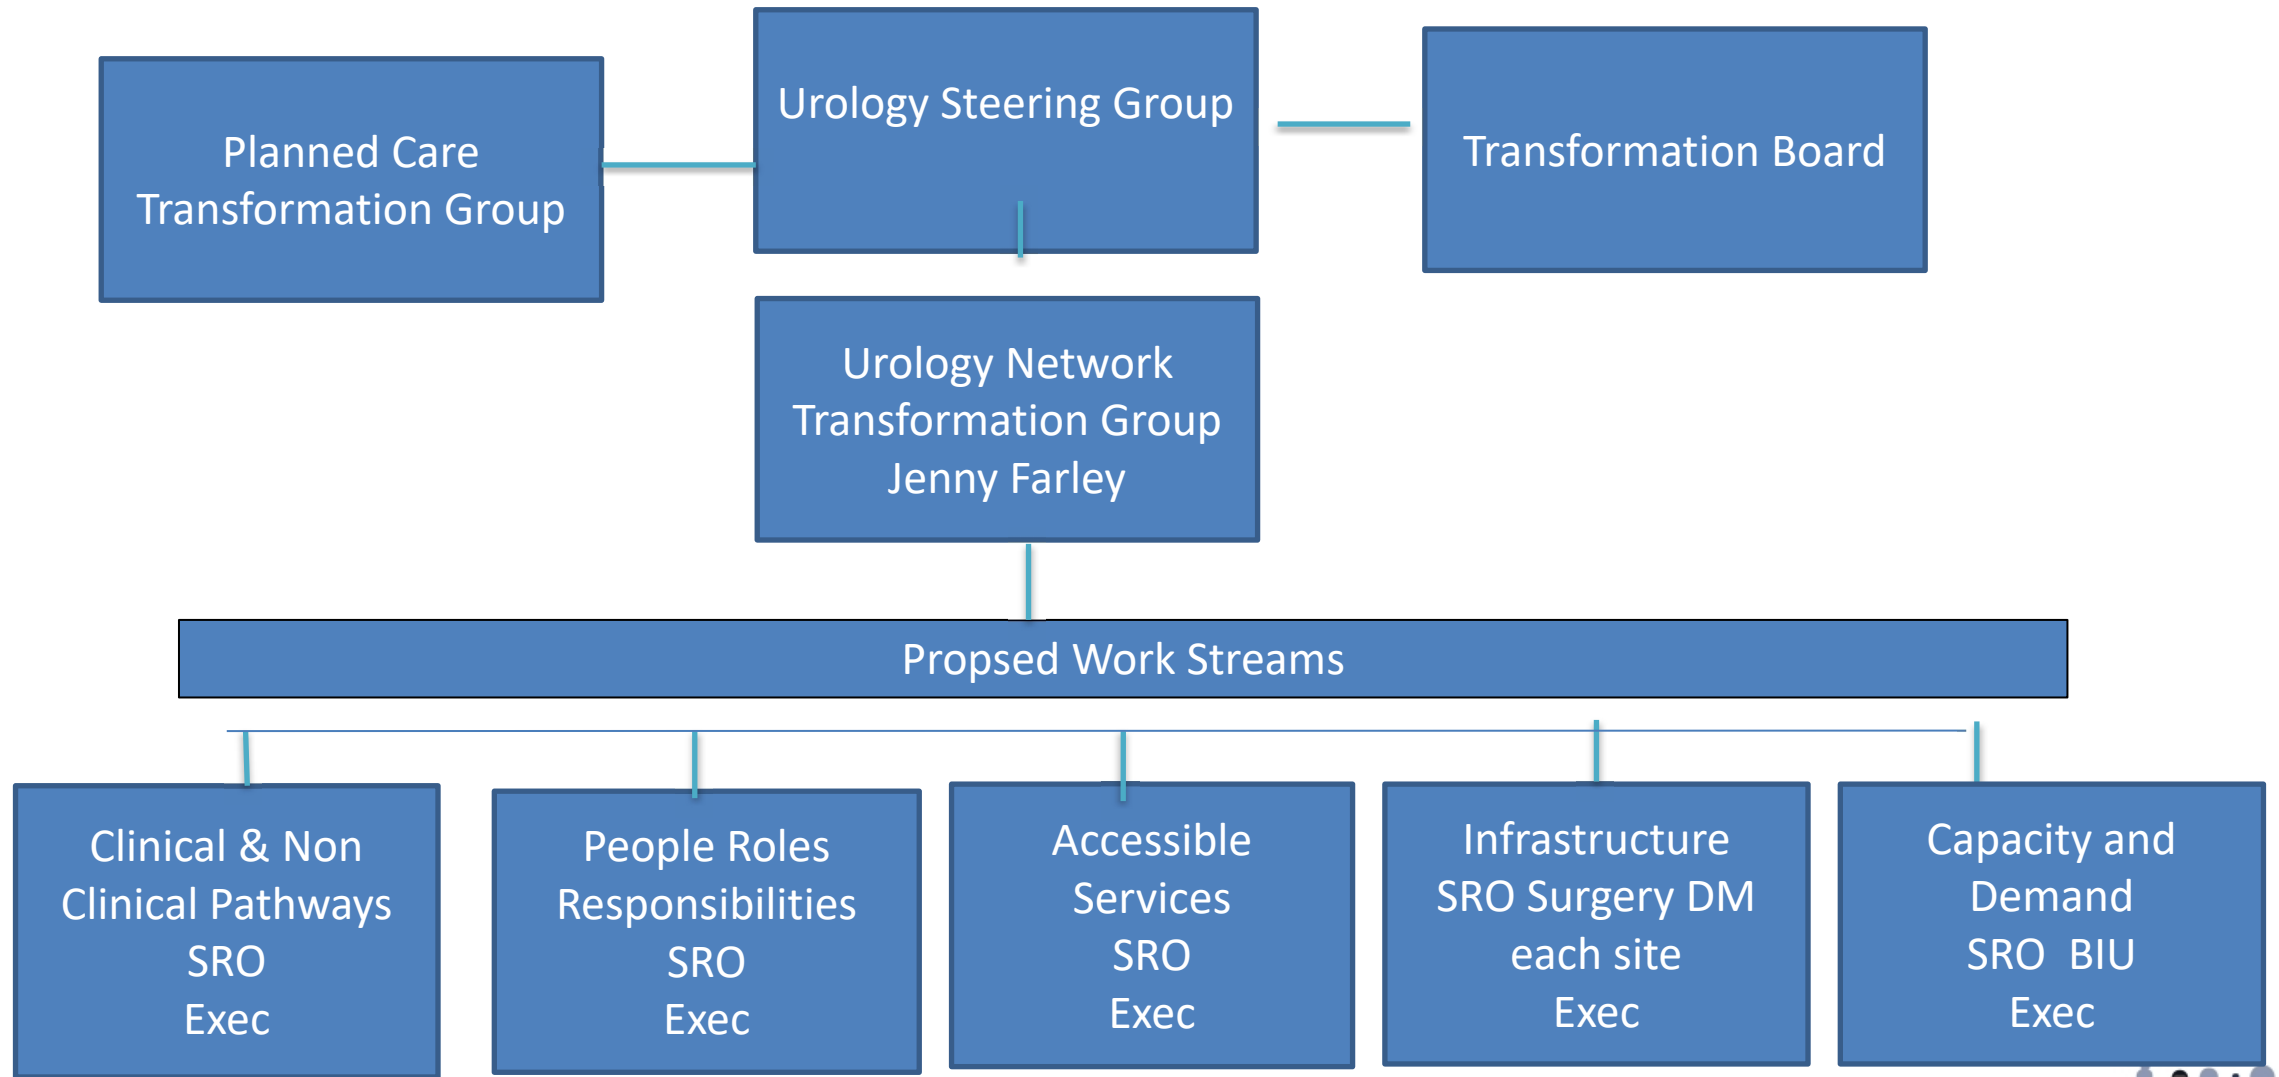 Planned Care
Transformation Group
Urology Steering Group
Transformation Board
Urology Network
Transformation Group
Jenny Farley
Propsed Work Streams
Clinical & Non
Clinical Pathways
SRO
Exec
People Roles
Responsibilities
SRO
Exec
Accessible
Services
SRO
Exec
Infrastructure
SRO Surgery DM
each site
Exec
Capacity and
Demand
SRO  BIU
Exec